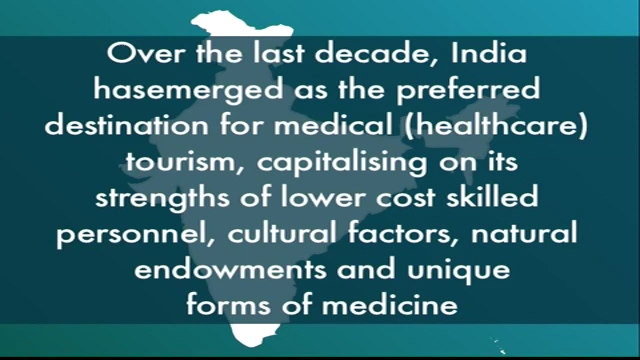 Over the last decade, India
hasemerged as the preferred
destination for medical (healthcare)
tourism, capitalising on its
strengths of lower cost skilled
personnel, cultural factors, natural
endowments and unique
forms of medicine